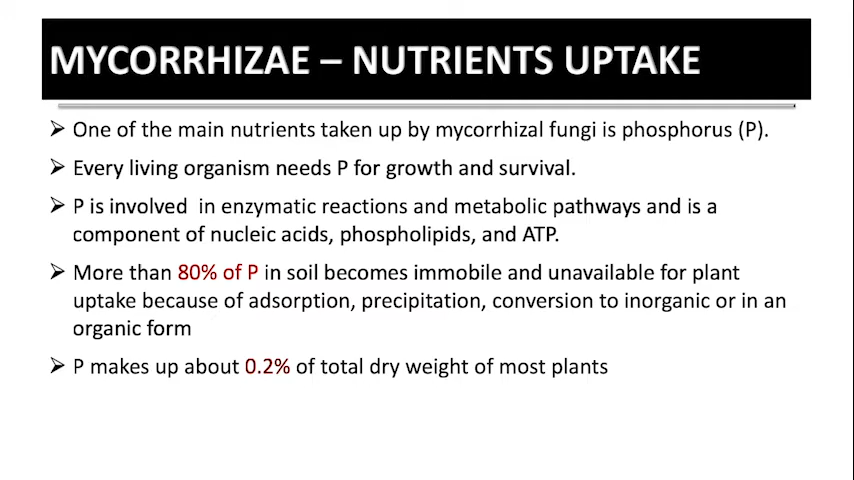 MYCORRHIZAE – NUTRIENTS UPTAKE
➢ One of the main nutrients taken up by mycorrhizal fungi is phosphorus (P).
➢ Every living organism needs P for growth and survival.
➢ P is involved in enzymatic reactions and metabolic pathways and is a
component of nucleic acids, phospholipids, and ATP.
➢ More than 80% of P in soil becomes immobile and unavailable for plant
uptake because of adsorption, precipitation, conversion to inorganic or in an
organic form
➢ P makes up about 0.2% of total dry weight of most plants